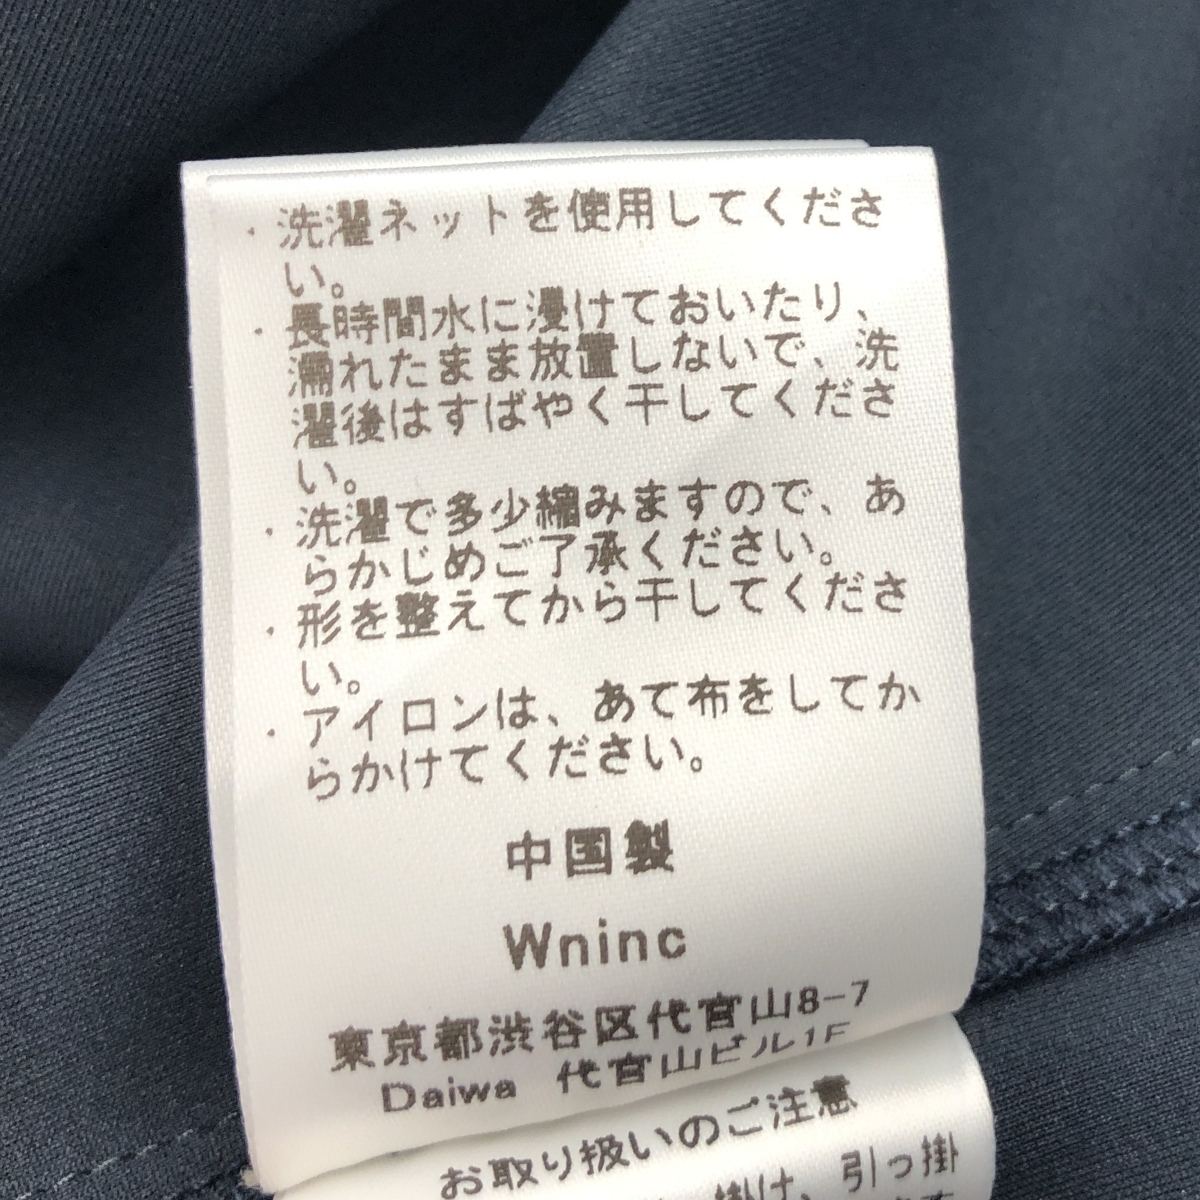 ・洗濯ネットを使用してくださ
い。
・長時間水に浸けておいたり、
濡れたまま放置しないで、洗
濯後はすばやく干してくださ
い。
・洗濯で多少縮みますので、あ
らかじめご了承ください。
・形を整えてから干してくださ
い。
・アイロンは、あて布をしてか
らかけてください。
中国製
Wninc
東京都渋谷区代官山8-7
Daiwa 代官山ビル1F
お取り扱いのご注意
掛け、引っ掛